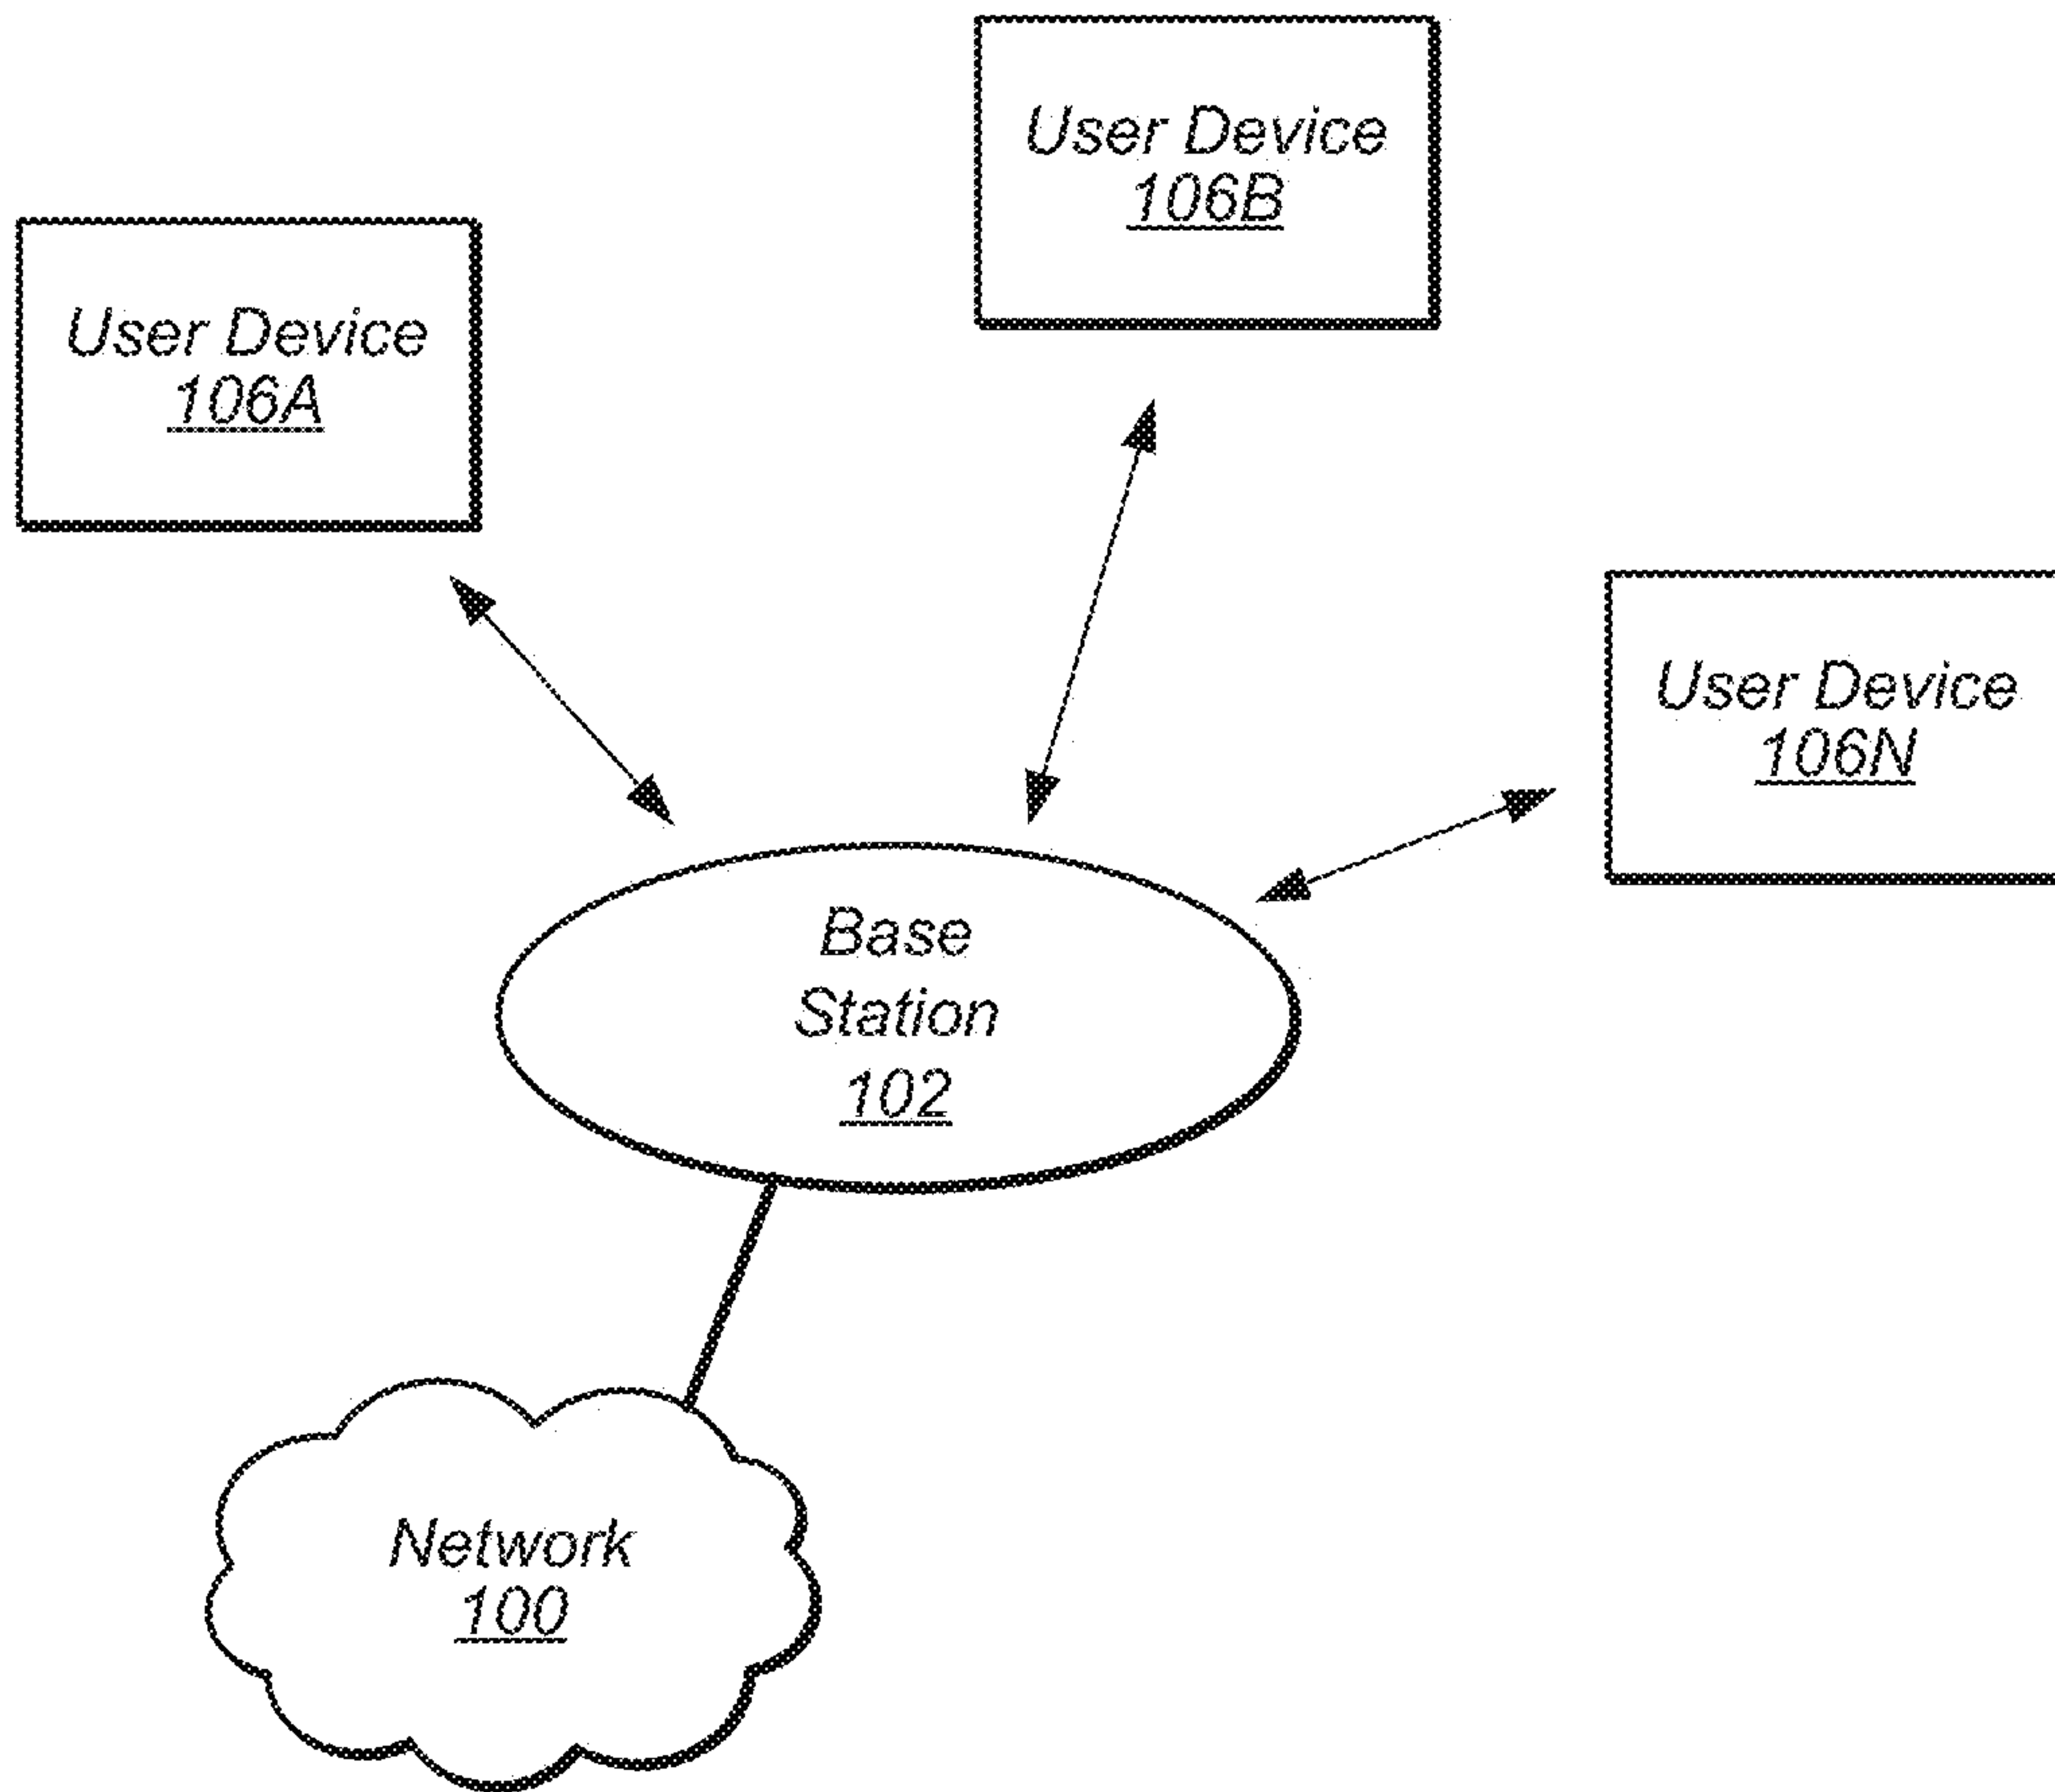 User Device
106B
User Device
106A
User Device
106N
Base
Station
102
Network
100